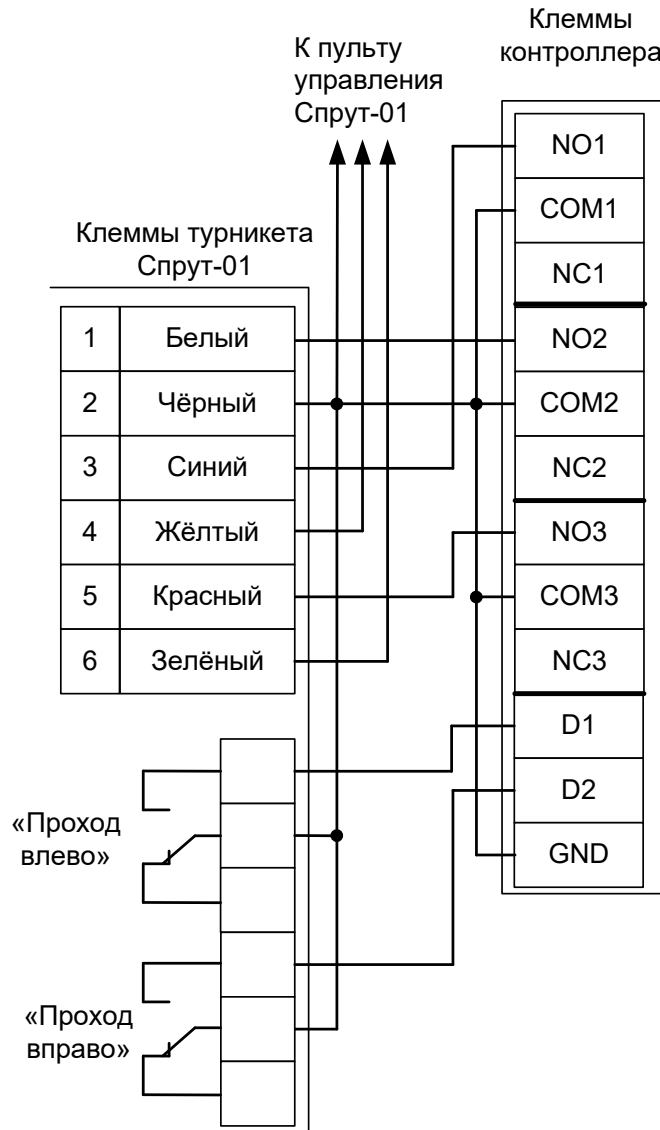 Клеммы
контроллера
К пульту
управления
Спрут-01
NO1
COM1
NC1
NO2
COM2
NC2
NO3
COM3
NC3
D1
D2
GND
Клеммы турникета
Спрут-01
1 Белый
2 Чёрный
3 Синий
4 Жёлтый
5 Красный
6 Зелёный
«Проход
влево»
«Проход
вправо»